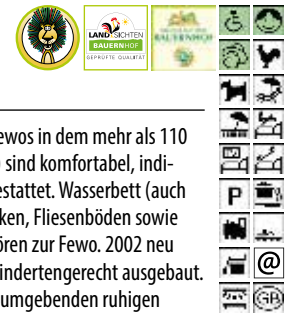 LAND SICHTEN
BAUERNHOF
GEPRÜFTE QUALITÄT
BAUERNHOF
ewos in dem mehr als 110
sind komfortabel, indi-
estattet. Wasserbett (auch
ken, Fliesenböden sowie
ören zur Fewo. 2002 neu
indertengerecht ausgebaut.
umgebenden ruhigen
P
@
GB